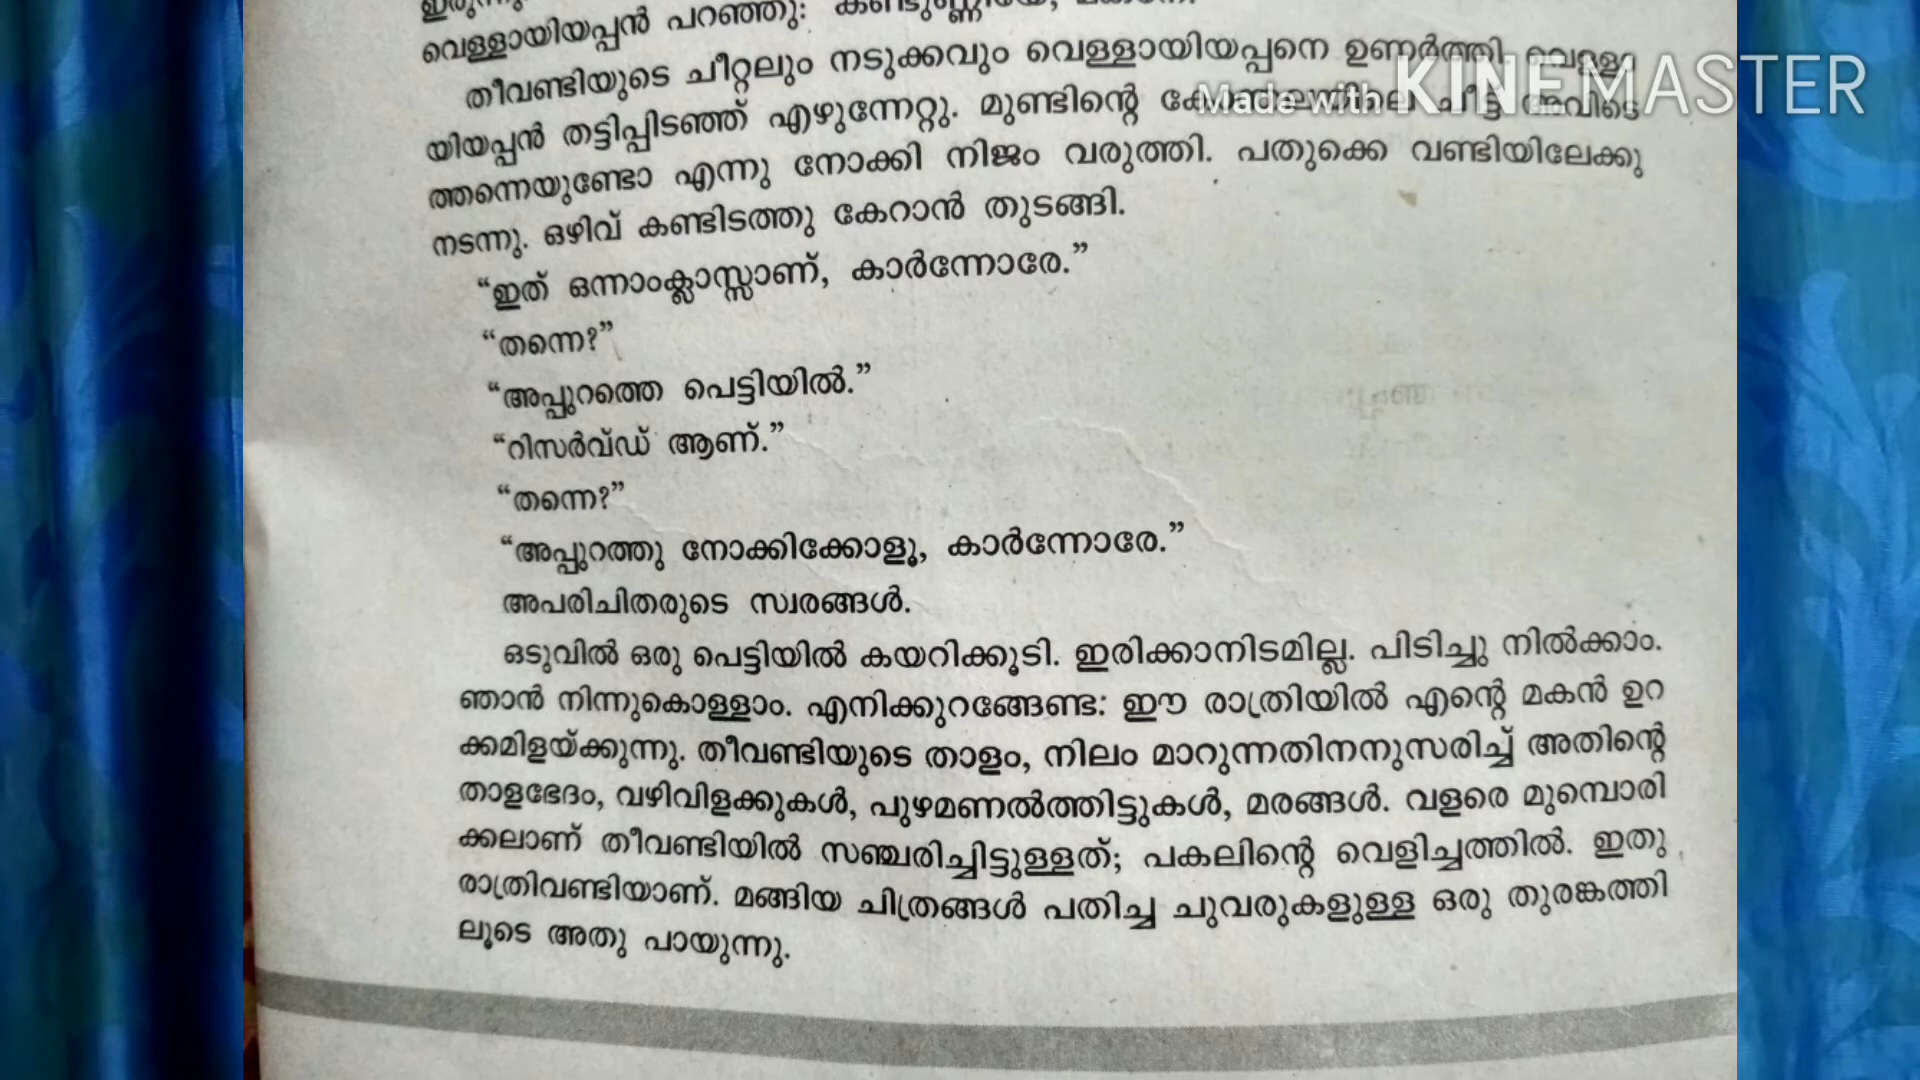 വെള്ളായിയപ്പൻ പറഞ്ഞു:
തീവണ്ടിയുടെ ചീറ്റലും നടുക്കവും വെള്ളായിയപ്പനെ ഉണർത്തി. വെള്ളാ
Made with KINEMASTER
യിയപ്പൻ തട്ടിപ്പിടഞ്ഞ് എഴുന്നേറ്റു. മുണ്ടിന്റെ കോന്തലയിലെ ചീട്ട് അവിടെ
ത്തന്നെയുണ്ടോ എന്നു നോക്കി നിജം വരുത്തി. പതുക്കെ വണ്ടിയിലേക്കു
നടന്നു. ഒഴിവ് കണ്ടിടത്തു കേറാൻ തുടങ്ങി.
“ഇത് ഒന്നാംക്ലാസ്സാണ്, കാർന്നോരേ.”
“തന്നെ?”
“അപ്പുറത്തെ പെട്ടിയിൽ.”
“റിസർവ്ഡ് ആണ്.”
“തന്നെ?”
“അപ്പുറത്തു നോക്കിക്കോളൂ, കാർന്നോരേ.”
അപരിചിതരുടെ സ്വരങ്ങൾ.
ഒടുവിൽ ഒരു പെട്ടിയിൽ കയറിക്കൂടി. ഇരിക്കാനിടമില്ല. പിടിച്ചു നിൽക്കാം.
ഞാൻ നിന്നുകൊള്ളാം. എനിക്കുറങ്ങേണ്ട: ഈ രാത്രിയിൽ എന്റെ മകൻ ഉറ
ക്കമിളയ്ക്കുന്നു. തീവണ്ടിയുടെ താളം, നിലം മാറുന്നതിനനുസരിച്ച് അതിന്റെ
താളഭേദം, വഴിവിളക്കുകൾ, പുഴമണൽത്തിട്ടുകൾ, മരങ്ങൾ. വളരെ മുമ്പൊരി
ക്കലാണ് തീവണ്ടിയിൽ സഞ്ചരിച്ചിട്ടുള്ളത്; പകലിന്റെ വെളിച്ചത്തിൽ. ഇതു
രാത്രിവണ്ടിയാണ്. മങ്ങിയ ചിത്രങ്ങൾ പതിച്ച ചുവരുകളുള്ള ഒരു തുരങ്കത്തി
ലൂടെ അതു പായുന്നു.